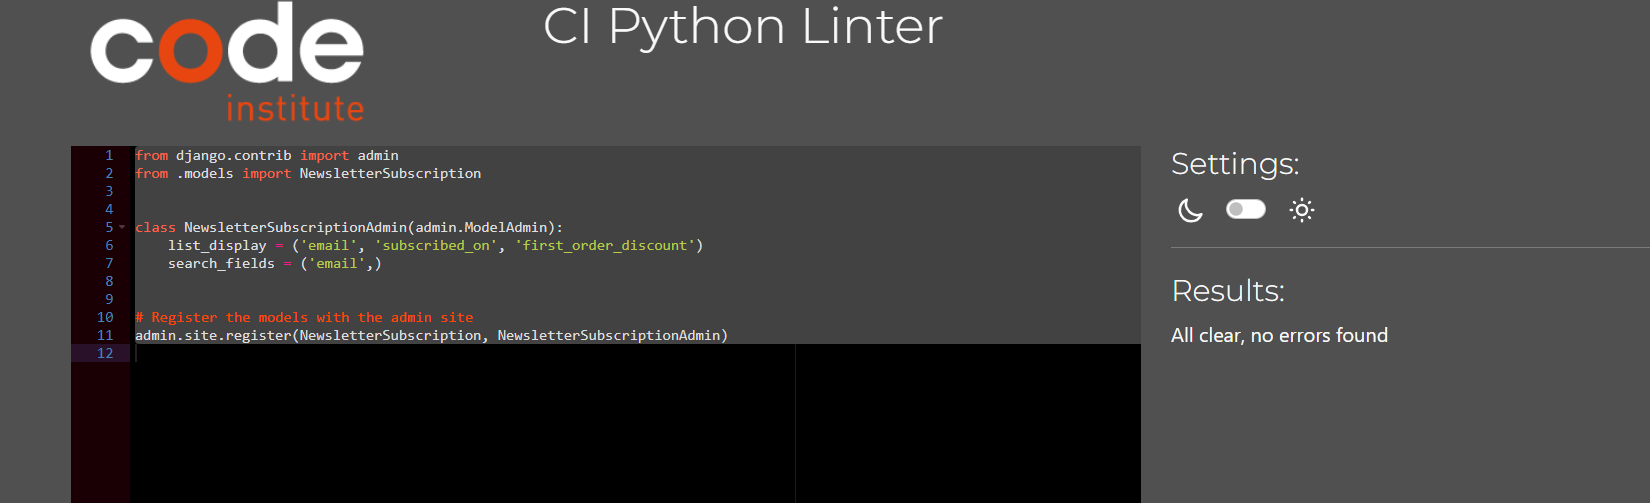 code
institute
CI Python Linter
1 from django.contrib import admin
2 from .models import NewsletterSubscription
3
4
5 class NewsletterSubscriptionAdmin(admin.ModelAdmin):
6     list_display = ('email', 'subscribed_on', 'first_order_discount')
7     search_fields = ('email',)
8
9
10 # Register the models with the admin site
11 admin.site.register(NewsletterSubscription, NewsletterSubscriptionAdmin)
12
Settings:
Results:
All clear, no errors found